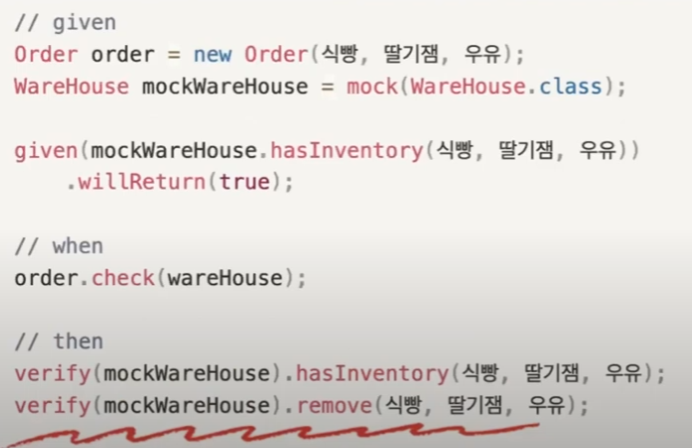 // given
Order order = new Order(식빵, 딸기잼, 우유);
WareHouse mockWareHouse = mock(WareHouse.class);
given(mockWareHouse.hasInventory(식빵, 딸기잼, 우유))
.willReturn(true);
// when
order.check(wareHouse);
// then
verify(mockWareHouse).hasInventory(식빵, 딸기잼, 우유);
verify(mockWareHouse).remove(식빵, 딸기잼, 우유);